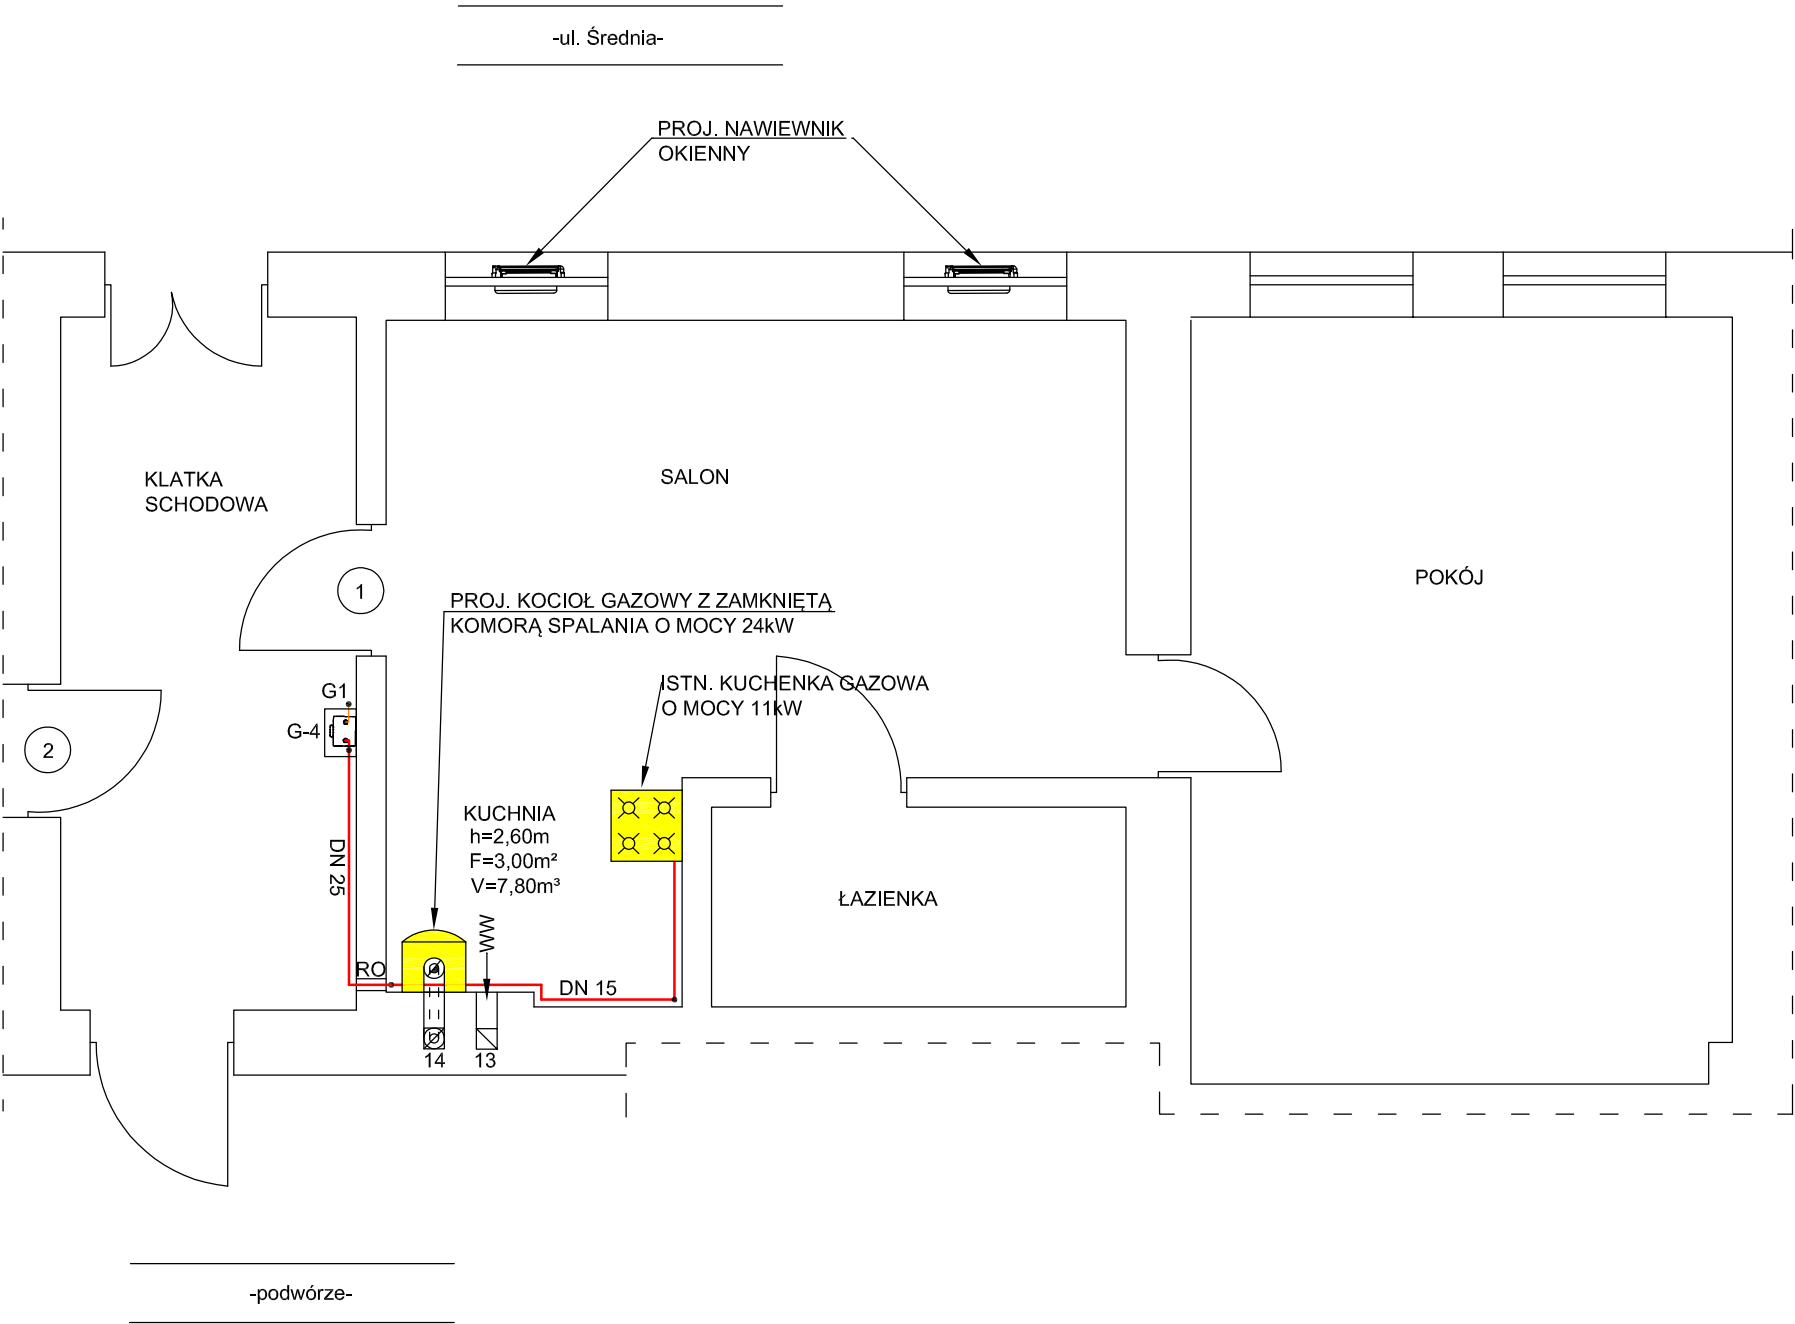 -ul. Średnia-
PROJ. NAWIEWNIK
OKIENNY
KLATKA
SCHODOWA
SALON
POKÓJ
1
PROJ. KOCIOŁ GAZOWY Z ZAMKNIĘTĄ
KOMORĄ SPALANIA O MOCY 24kW
ISTN. KUCHENKA GAZOWA
O MOCY 11kW
G1
G-4
2
KUCHNIA
h=2,60m
F=3,00m²
V=7,80m³
DN 25
ŁAZIENKA
WW
RO
DN 15
14
13
-podwórze-